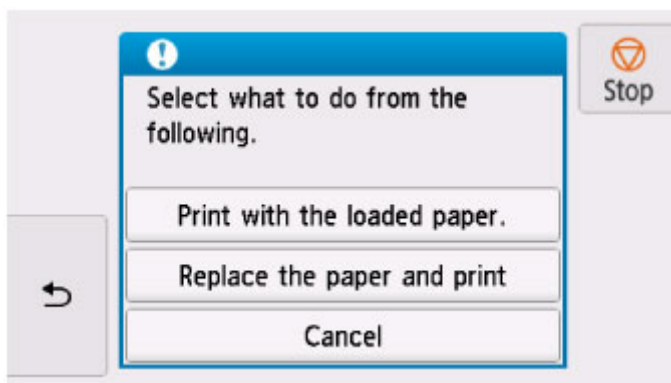 Select what to do from the
following.
Stop
Print with the loaded paper.
Replace the paper and print
Cancel